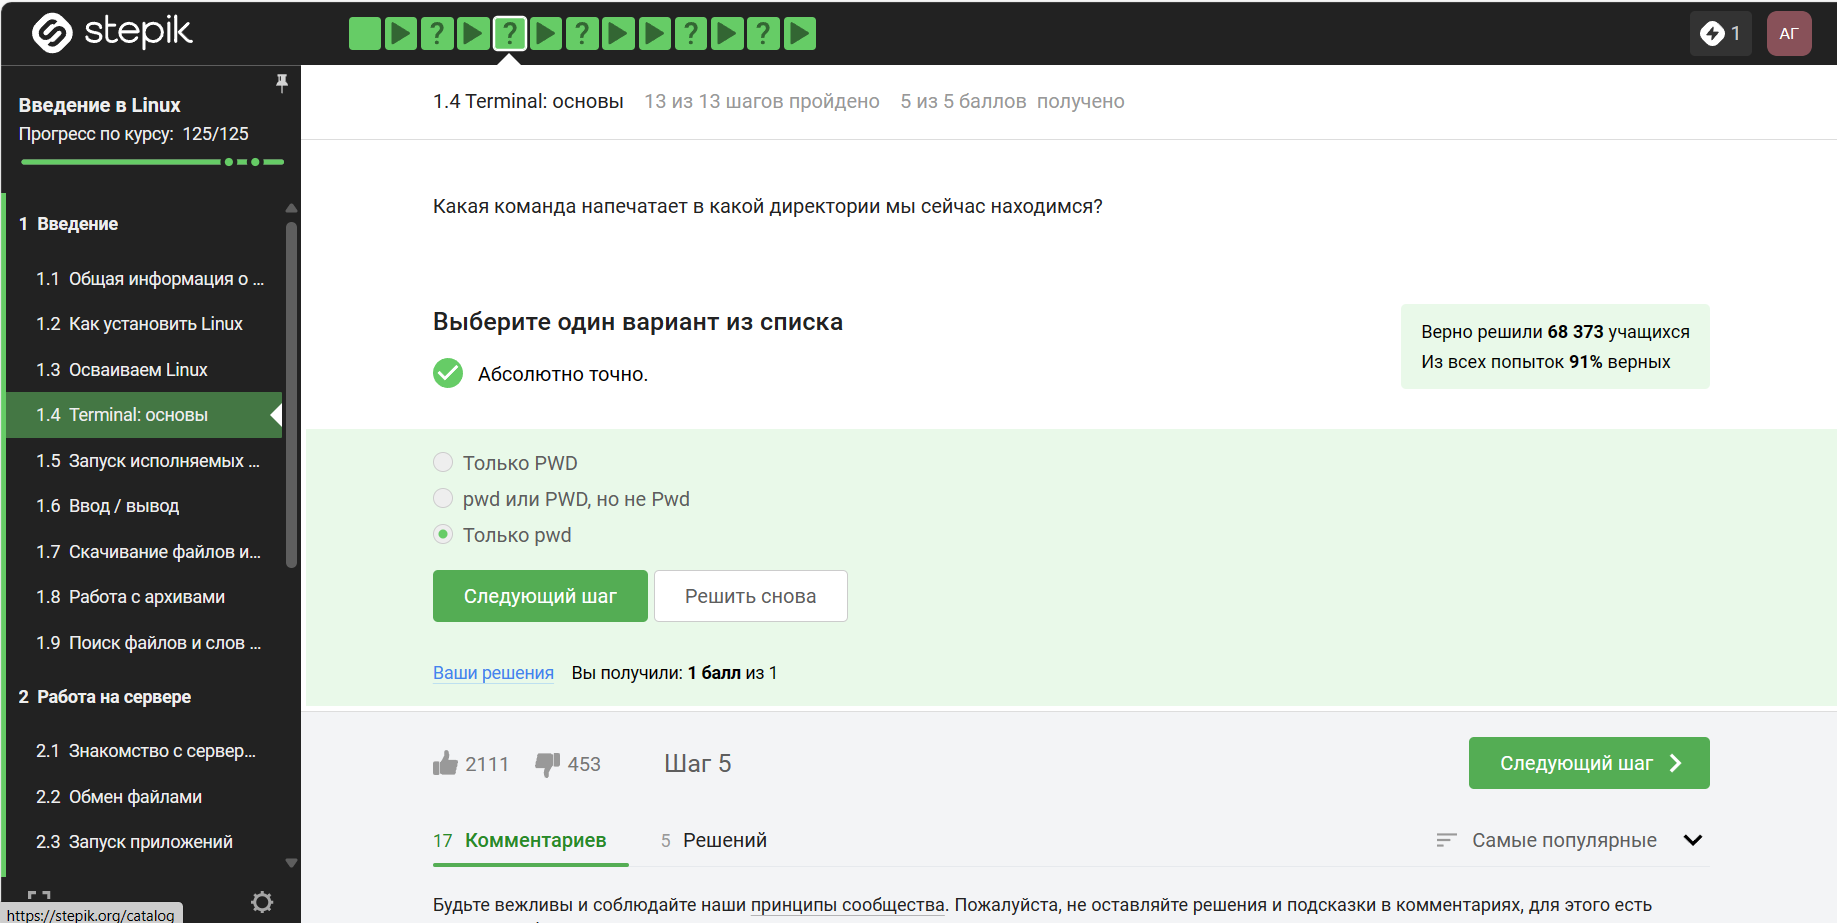 stepik
? ? ? ? ?
1
АГ
Введение в Linux
Прогресс по курсу: 125/125
1 Введение
1.1 Общая информация о ...
1.2 Как установить Linux
1.3 Осваиваем Linux
1.4 Terminal: основы
1.5 Запуск исполняемых ...
1.6 Ввод / вывод
1.7 Скачивание файлов и...
1.8 Работа с архивами
1.9 Поиск файлов и слов ...
2 Работа на сервере
2.1 Знакомство с сервер...
2.2 Обмен файлами
2.3 Запуск приложений
https://stepik.org/catalog
1.4 Terminal: основы 13 из 13 шагов пройдено 5 из 5 баллов получено
Какая команда напечатает в какой директории мы сейчас находимся?
Выберите один вариант из списка
Абсолютно точно.
Верно решили 68 373 учащихся
Из всех попыток 91% верных
Только PWD
pwd или PWD, но не Pwd
Только pwd
Следующий шаг Решить снова
Ваши решения Вы получили: 1 балл из 1
2111 453 Шаг 5 Следующий шаг
17 Комментариев 5 Решений Самые популярные
Будьте вежливы и соблюдайте наши принципы сообщества. Пожалуйста, не оставляйте решения и подсказки в комментариях, для этого есть